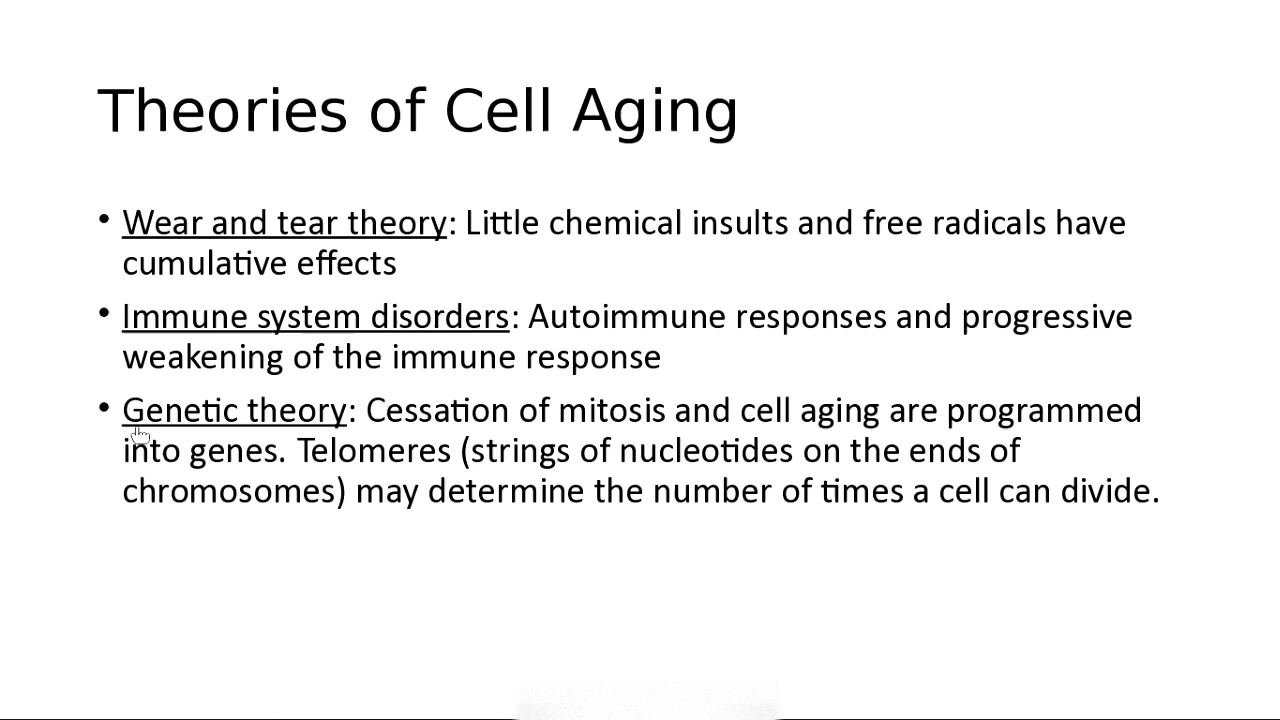 Theories of Cell Aging
• Wear and tear theory: Little chemical insults and free radicals have
cumulative effects
• Immune system disorders: Autoimmune responses and progressive
weakening of the immune response
• Genetic theory: Cessation of mitosis and cell aging are programmed
into genes. Telomeres (strings of nucleotides on the ends of
chromosomes) may determine the number of times a cell can divide.